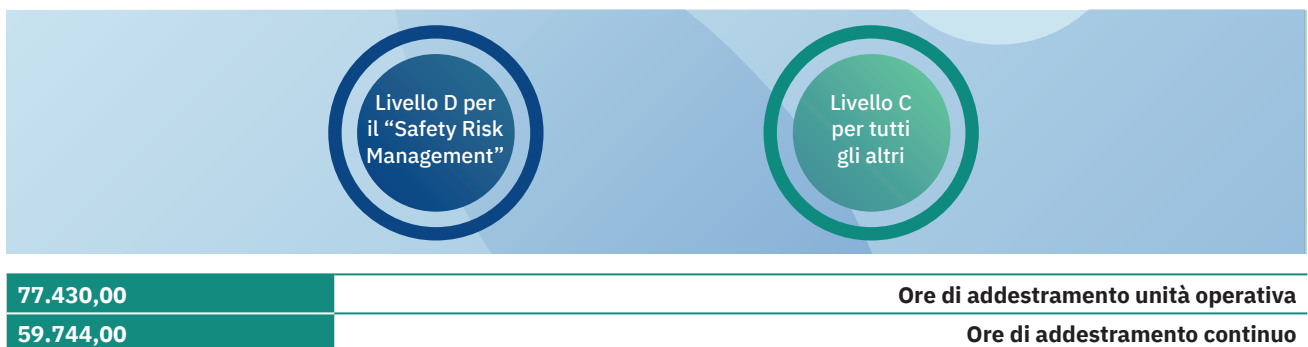 Livello D per
il “Safety Risk
Management”
Livello C
per tutti
gli altri
77.430,00 Ore di addestramento unità operativa
59.744,00 Ore di addestramento continuo